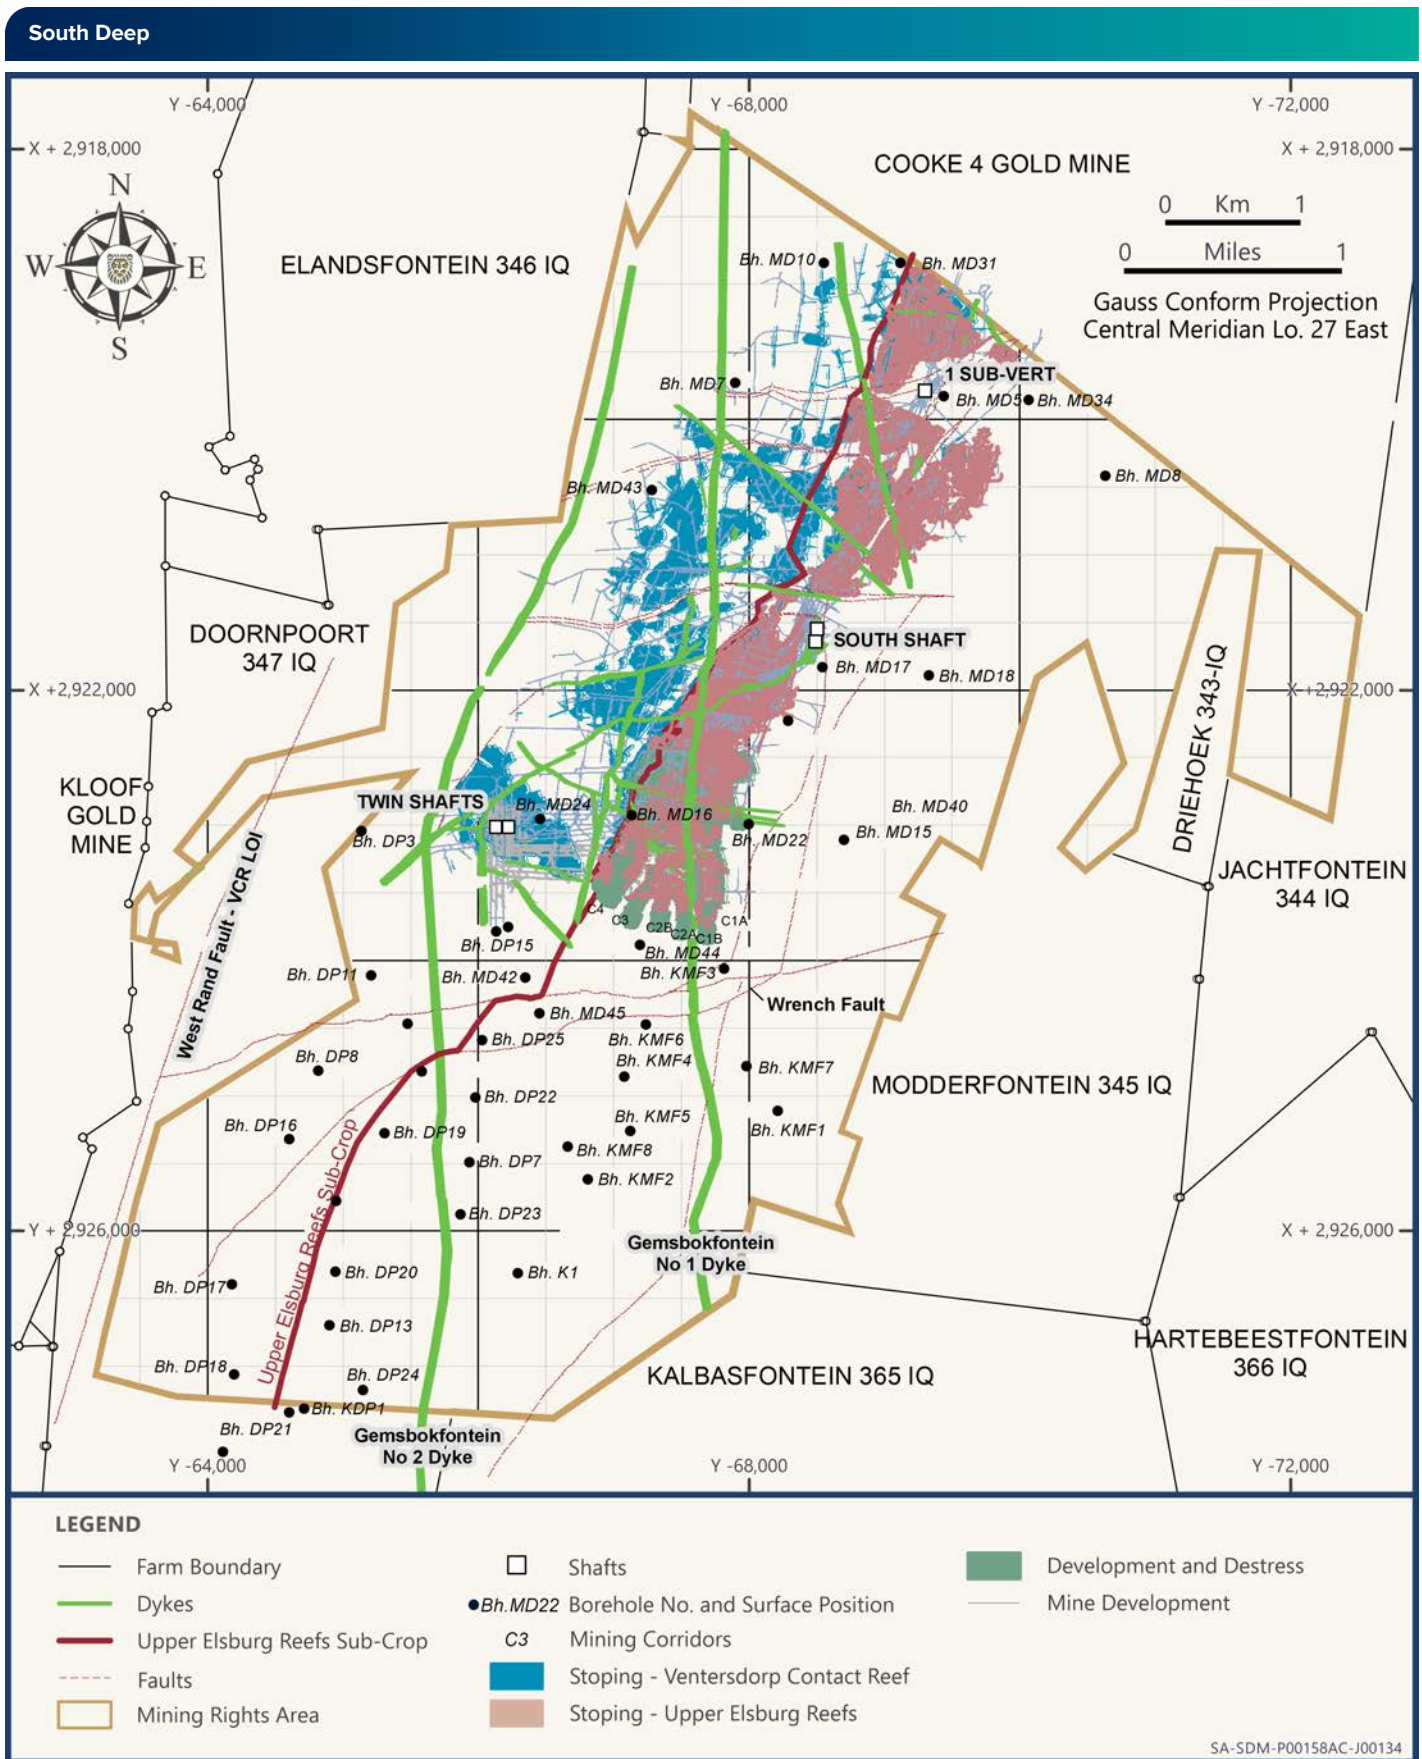 South Deep
Y -64,000
Y -68,000
Y -72,000
X + 2,918,000
X + 2,918,000
COOKE 4 GOLD MINE
N
W
E
S
0 Km 1
0 Miles 1
Gauss Conform Projection
Central Meridian Lo. 27 East
ELANDSFONTEIN 346 IQ
Bh. MD10
Bh. MD31
1 SUB-VERT
Bh. MD7
Bh. MD5
Bh. MD34
Bh. MD8
Bh. MD43
DOORNPOORT
347 IQ
SOUTH SHAFT
Bh. MD17
Bh. MD18
DRIEHOEK 343-IQ
X +2,922,000
X +2,922,000
KLOOF
GOLD
MINE
TWIN SHAFTS
Bh. MD24
Bh. MD16
Bh. MD40
Bh. MD15
Bh. MD22
Bh. DP3
JACHTFONTEIN
344 IQ
West Rand Fault - VCR LOI
C4
C3
C2B
C2A
C1B
C1A
Bh. DP15
Bh. MD44
Bh. KMF3
Bh. DP11
Bh. MD42
Wrench Fault
Bh. MD45
Bh. DP25
Bh. KMF6
Bh. KMF4
Bh. DP8
Bh. KMF7
MODDERFONTEIN 345 IQ
Bh. DP22
Bh. DP16
Bh. DP19
Bh. KMF5
Bh. KMF1
Bh. KMF8
Bh. DP7
Bh. KMF2
Bh. DP23
Upper Elsburg Reefs Sub-Crop
Y + 2,926,000
X + 2,926,000
Gemsbokfontein
No 1 Dyke
Bh. DP17
Bh. DP20
Bh. K1
Bh. DP13
HARTEBEESTFONTEIN
366 IQ
Bh. DP18
Bh. DP24
KALBASFONTEIN 365 IQ
Bh. KDP1
Bh. DP21
Gemsbokfontein
No 2 Dyke
Y -64,000
Y -68,000
Y -72,000
LEGEND
Farm Boundary
Dykes
Upper Elsburg Reefs Sub-Crop
Faults
Mining Rights Area
Shafts
Bh.MD22 Borehole No. and Surface Position
C3 Mining Corridors
Stoping - Ventersdorp Contact Reef
Stoping - Upper Elsburg Reefs
Development and Destress
Mine Development
SA-SDM-P00158AC-J00134